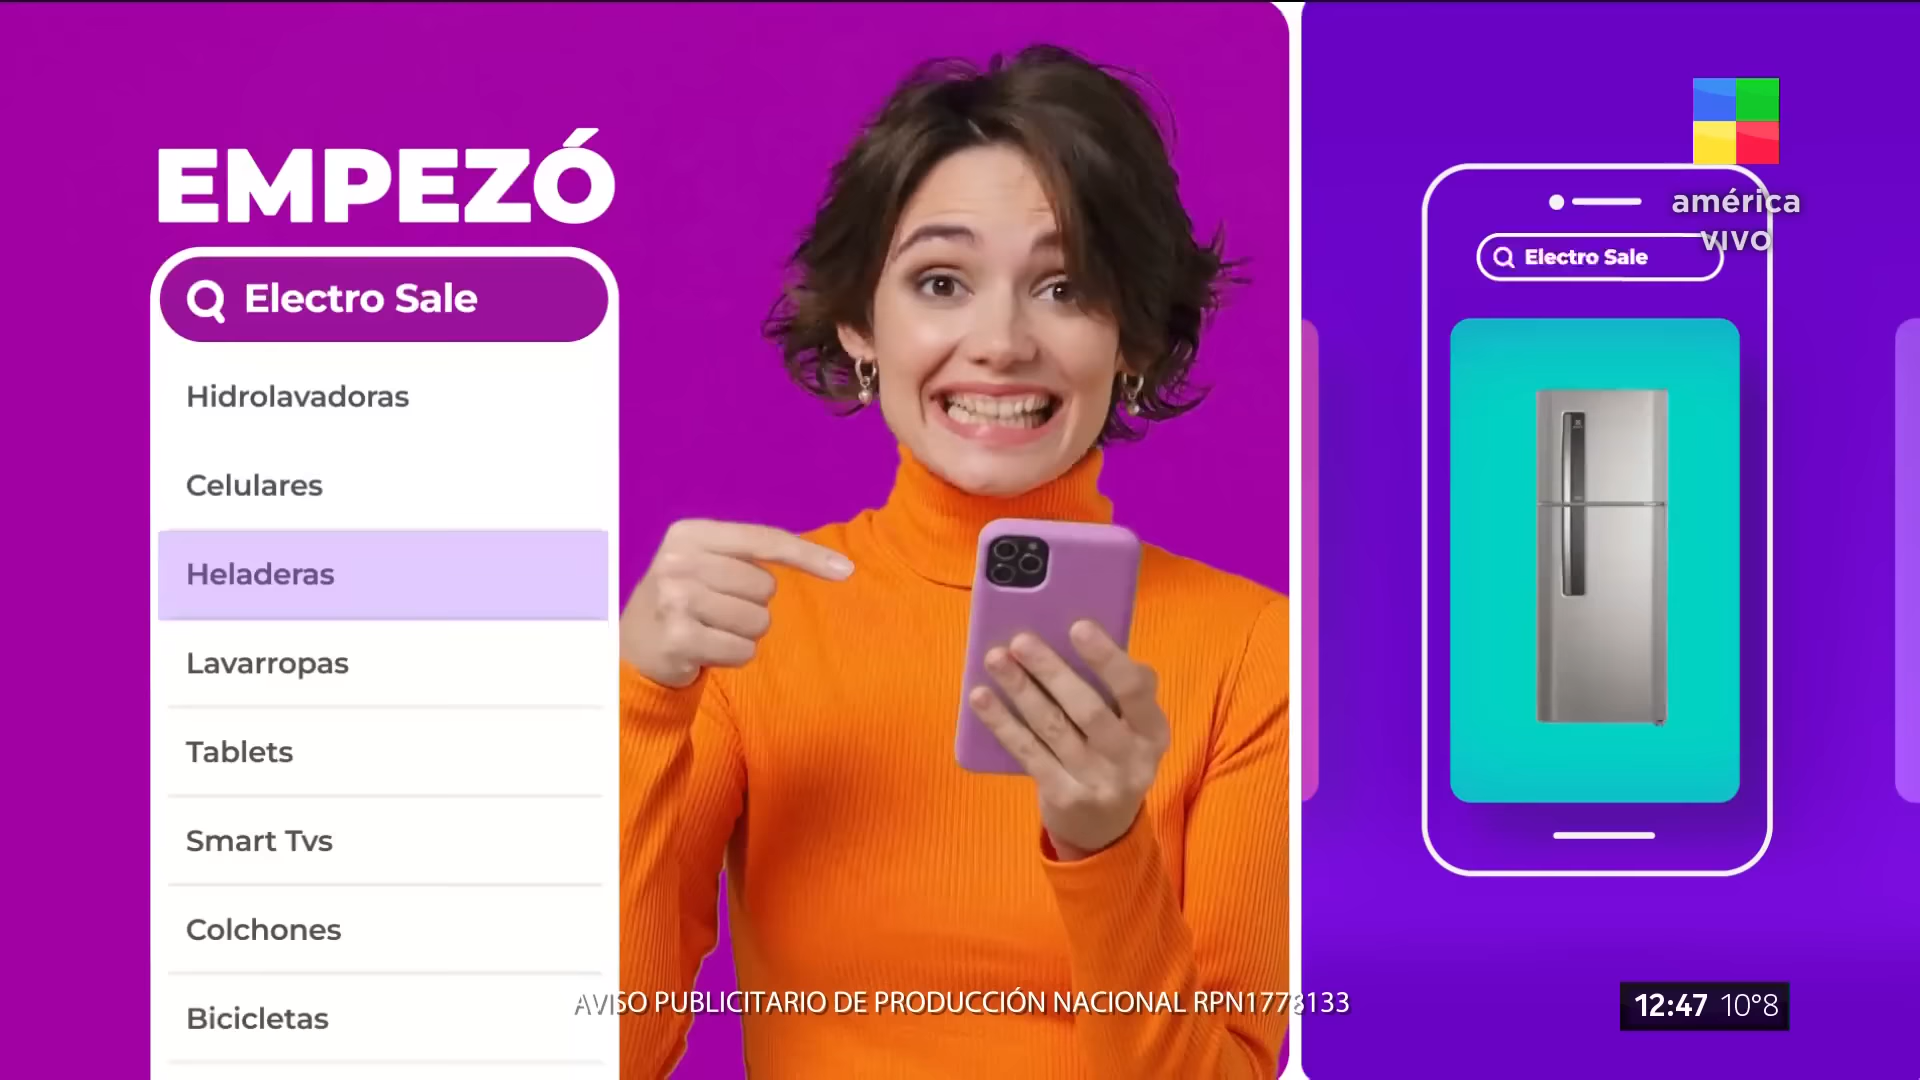 EMPEZÓ
Electro Sale
Hidrolavadoras
Celulares
Heladeras
Lavarropas
Tablets
Smart Tvs
Colchones
Bicicletas
américa
VIVO
Electro Sale
AVISO PUBLICITARIO DE PRODUCCIÓN NACIONAL RPN1778133
12:47 10°8